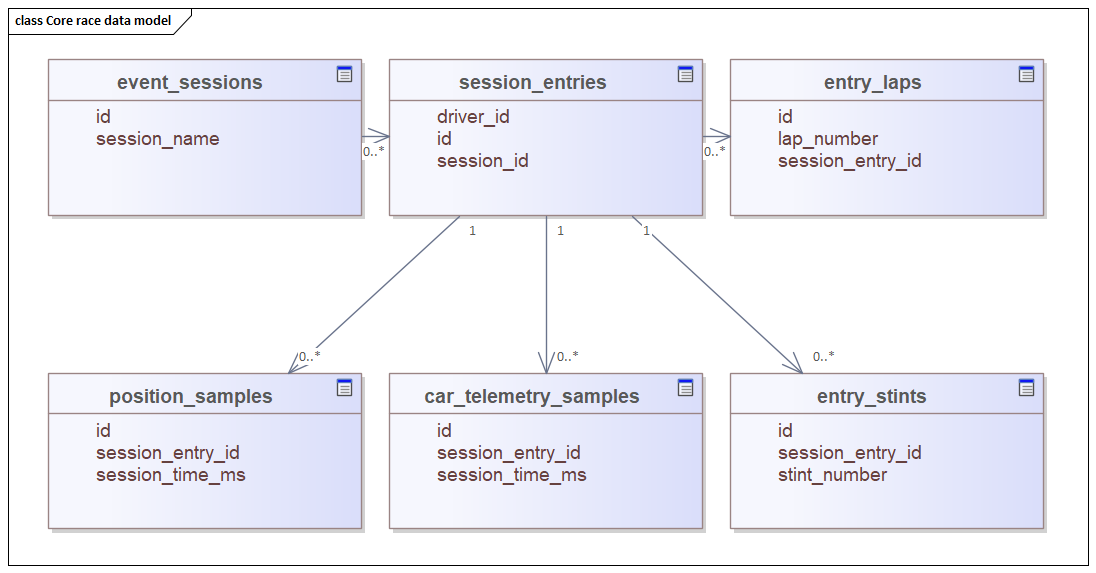 class Core race data model
event_sessions
id
session_name
0..*
session_entries
driver_id
id
session_id
0..*
entry_laps
id
lap_number
session_entry_id
1
1
1
0..*
0..*
0..*
position_samples
id
session_entry_id
session_time_ms
car_telemetry_samples
id
session_entry_id
session_time_ms
entry_stints
id
session_entry_id
stint_number